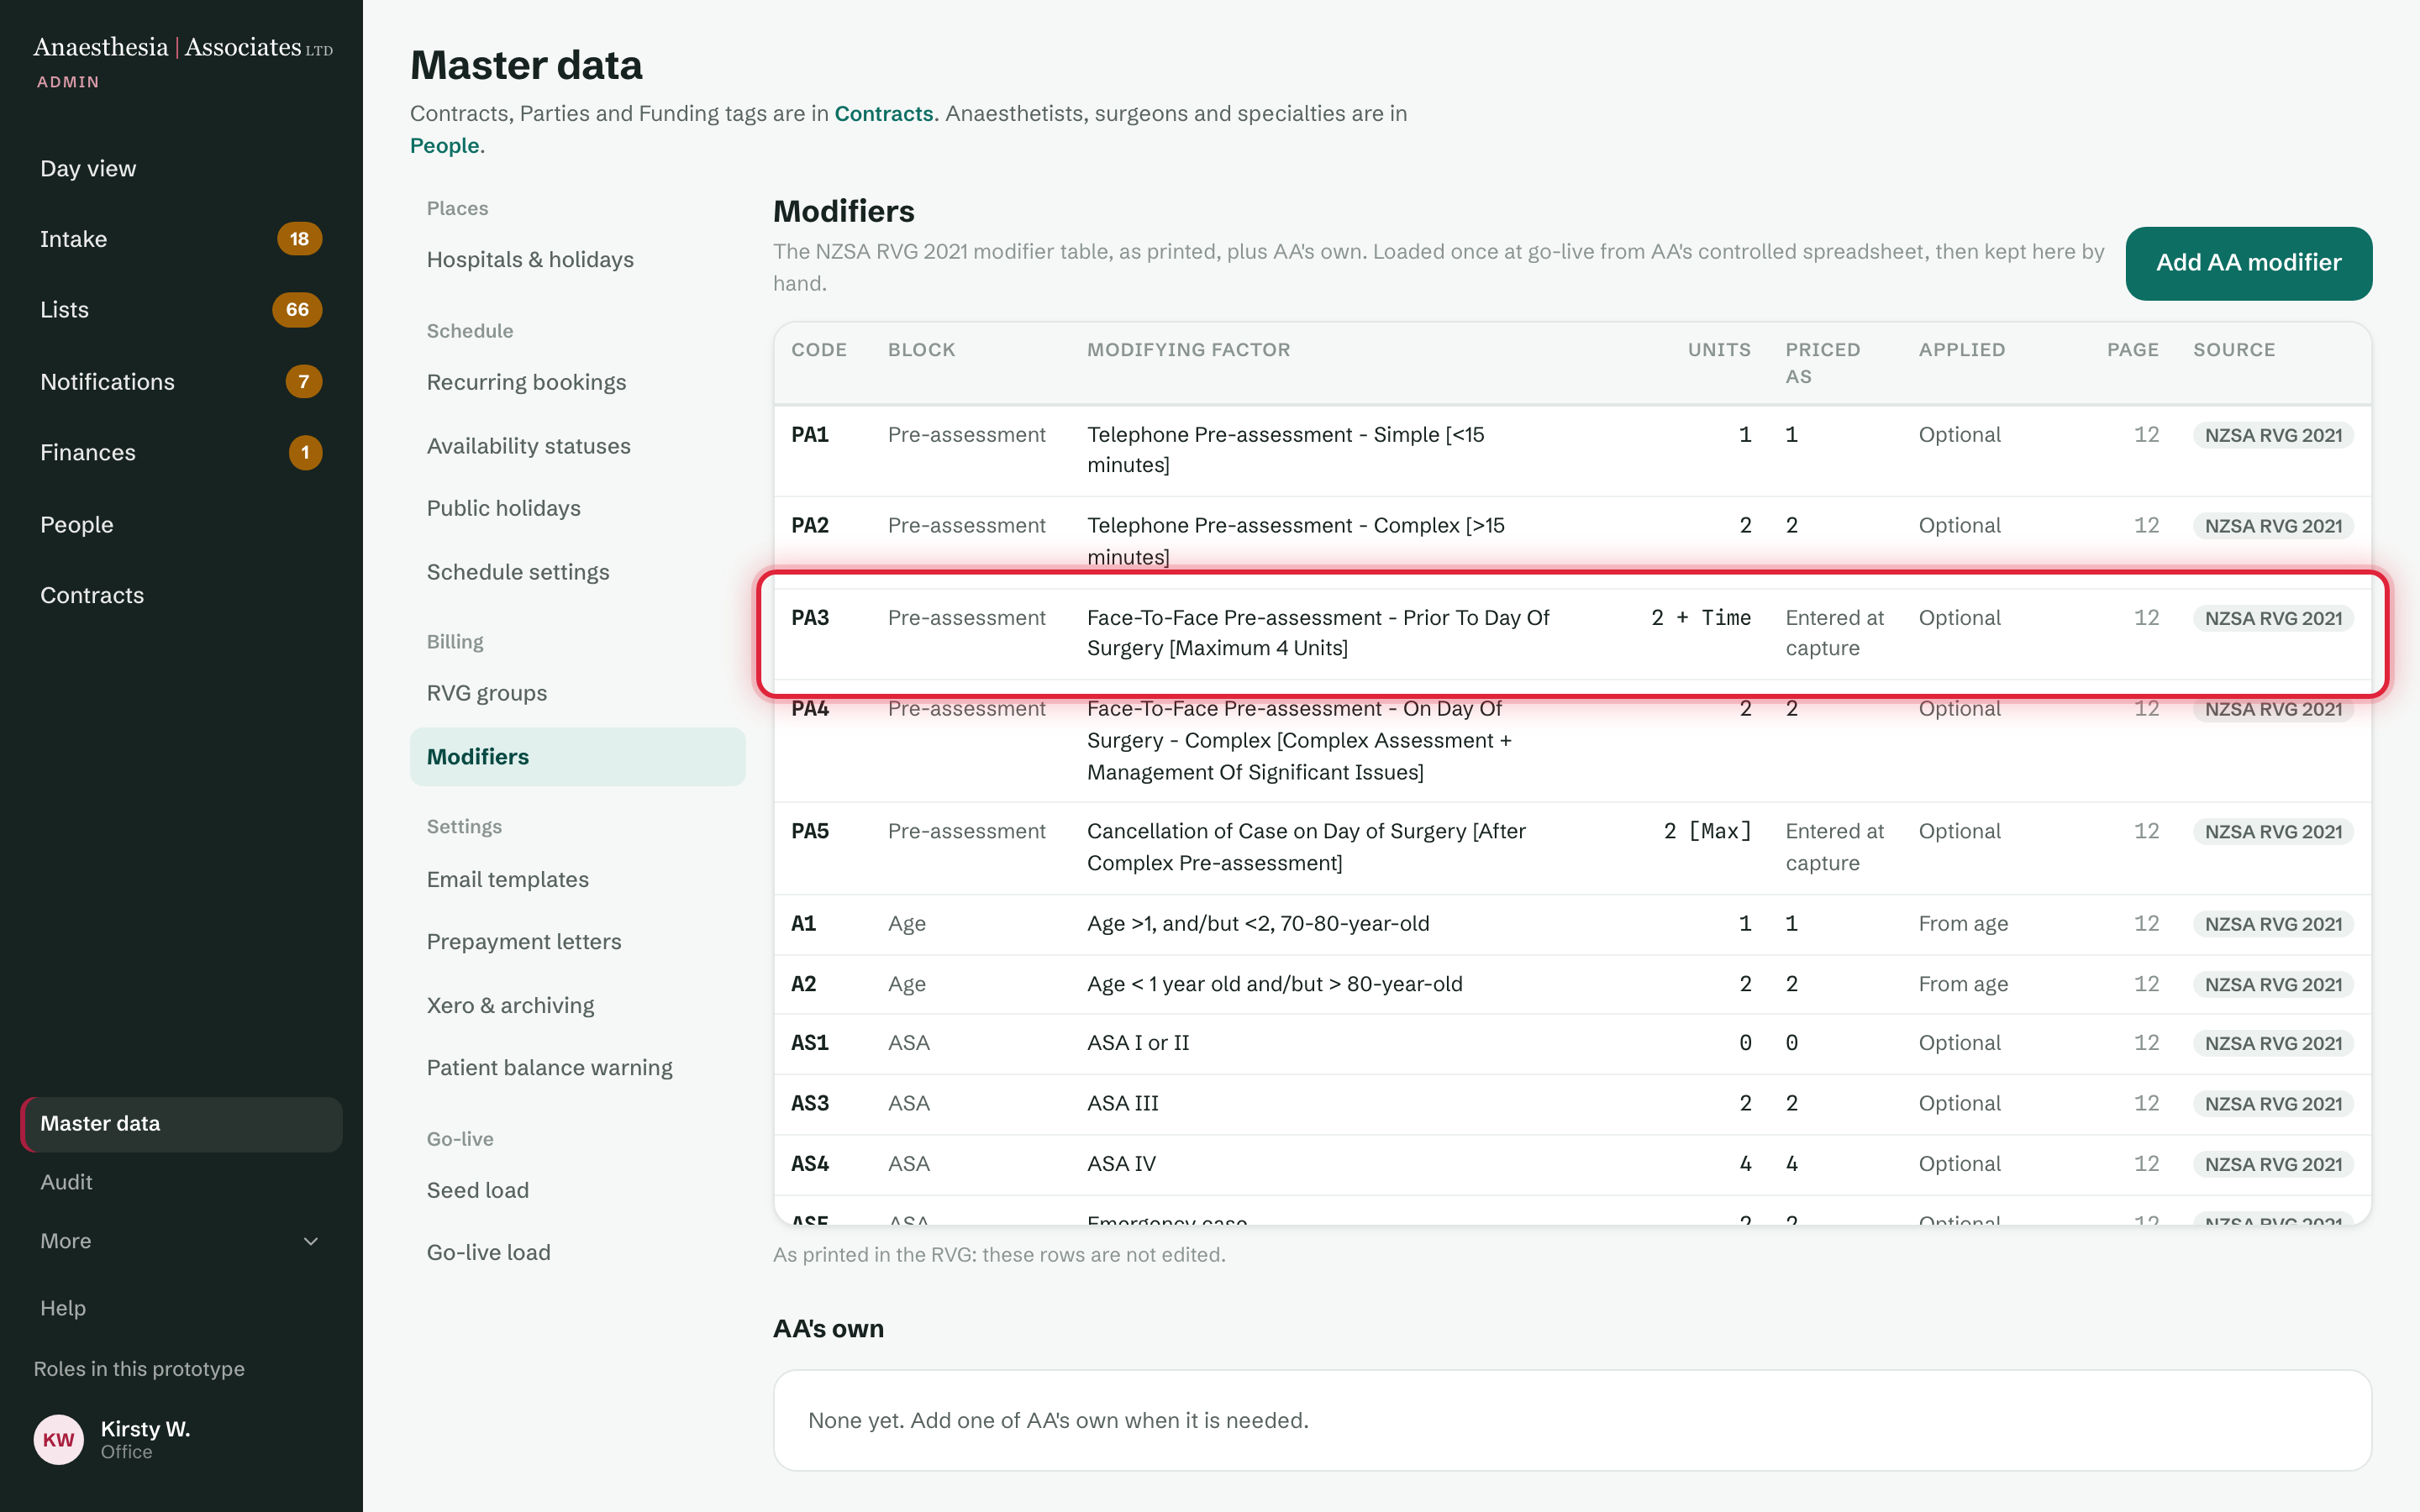 Anaesthesia | Associates LTD
ADMIN
Day view
Intake 18
Lists 66
Notifications 7
Finances 1
People
Contracts
Master data
Audit
More
Help
Roles in this prototype
KW Kirsty W.
Office
Master data
Contracts, Parties and Funding tags are in Contracts. Anaesthetists, surgeons and specialties are in
People.
Places
Hospitals & holidays
Schedule
Recurring bookings
Availability statuses
Public holidays
Schedule settings
Billing
RVG groups
Modifiers
Settings
Email templates
Prepayment letters
Xero & archiving
Patient balance warning
Go-live
Seed load
Go-live load
Modifiers
The NZSA RVG 2021 modifier table, as printed, plus AA's own. Loaded once at go-live from AA's controlled spreadsheet, then kept here by
hand.
Add AA modifier
CODE BLOCK MODIFYING FACTOR UNITS PRICED APPLIED PAGE SOURCE
AS
PA1 Pre-assessment Telephone Pre-assessment - Simple [<15 1 1 Optional 12 NZSA RVG 2021
minutes]
PA2 Pre-assessment Telephone Pre-assessment - Complex [>15 2 2 Optional 12 NZSA RVG 2021
minutes]
PA3 Pre-assessment Face-To-Face Pre-assessment - Prior To Day Of 2 + Time Entered at Optional 12 NZSA RVG 2021
Surgery [Maximum 4 Units] capture
PA4 Pre-assessment Face-To-Face Pre-assessment - On Day Of 2 2 Optional 12 NZSA RVG 2021
Surgery - Complex [Complex Assessment +
Management Of Significant Issues]
PA5 Pre-assessment Cancellation of Case on Day of Surgery [After 2 [Max] Entered at Optional 12 NZSA RVG 2021
Complex Pre-assessment] capture
A1 Age Age >1, and/but <2, 70-80-year-old 1 1 From age 12 NZSA RVG 2021
A2 Age Age < 1 year old and/but > 80-year-old 2 2 From age 12 NZSA RVG 2021
AS1 ASA ASA I or II 0 0 Optional 12 NZSA RVG 2021
AS3 ASA ASA III 2 2 Optional 12 NZSA RVG 2021
AS4 ASA ASA IV 4 4 Optional 12 NZSA RVG 2021
ASA Emergency case 2 2 Optional 12 NZSA RVG 2021
As printed in the RVG: these rows are not edited.
AA's own
None yet. Add one of AA's own when it is needed.